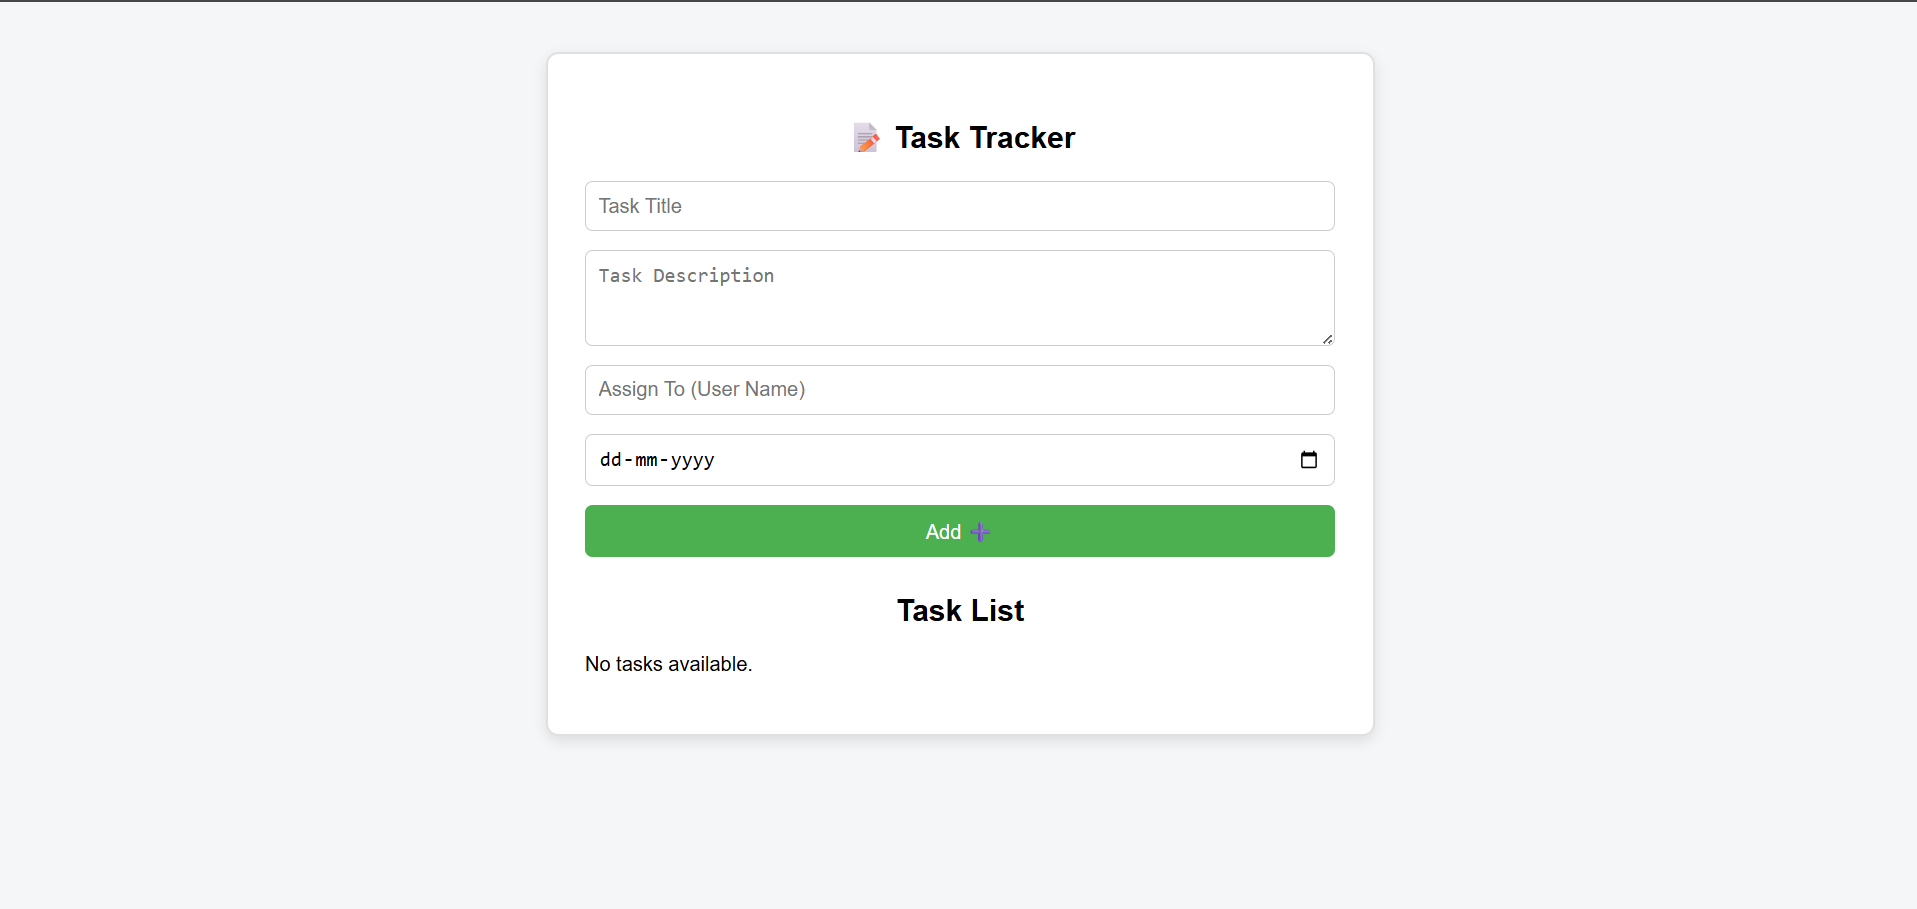 📝 Task Tracker
Task Title
Task Description
Assign To (User Name)
dd-mm-yyyy
Add ➕
Task List
No tasks available.